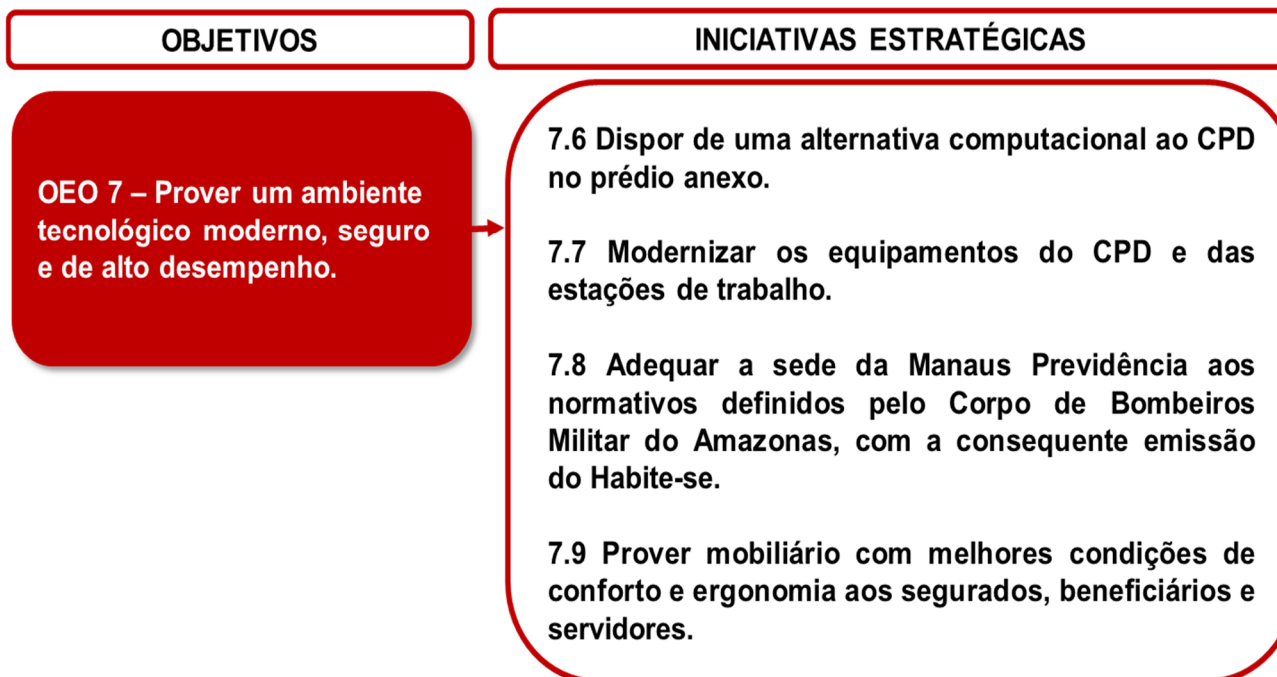 OBJETIVOS
INICIATIVAS ESTRATÉGICAS
OEO 7 – Prover um ambiente
tecnológico moderno, seguro
e de alto desempenho.
7.6 Dispor de uma alternativa computacional ao CPD
no prédio anexo.
7.7 Modernizar os equipamentos do CPD e das
estações de trabalho.
7.8 Adequar a sede da Manaus Previdência aos
normativos definidos pelo Corpo de Bombeiros
Militar do Amazonas, com a consequente emissão
do Habite-se.
7.9 Prover mobiliário com melhores condições de
conforto e ergonomia aos segurados, beneficiários e
servidores.